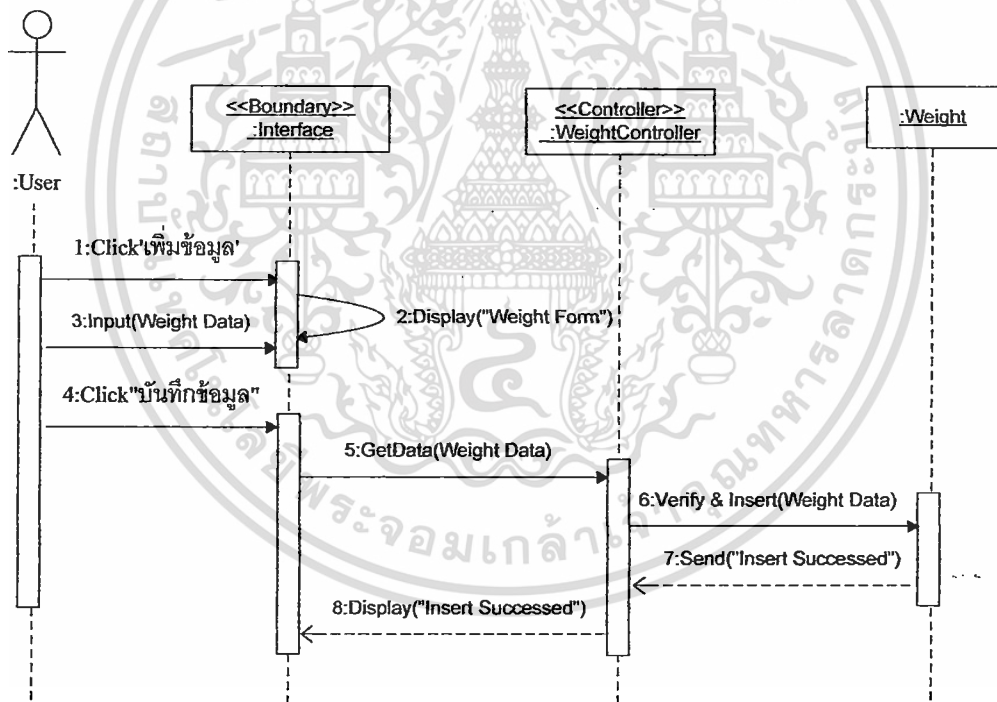 <<Boundary>>
:Interface
<<Controller>>
:WeightController
:Weight
:User
1:Click'เพิ่มข้อมูล'
2:Display("Weight Form")
3:Input(Weight Data)
4:Click"บันทึกข้อมูล"
5:GetData(Weight Data)
6:Verify & Insert(Weight Data)
7:Send("Insert Successed")
8:Display("Insert Successed")